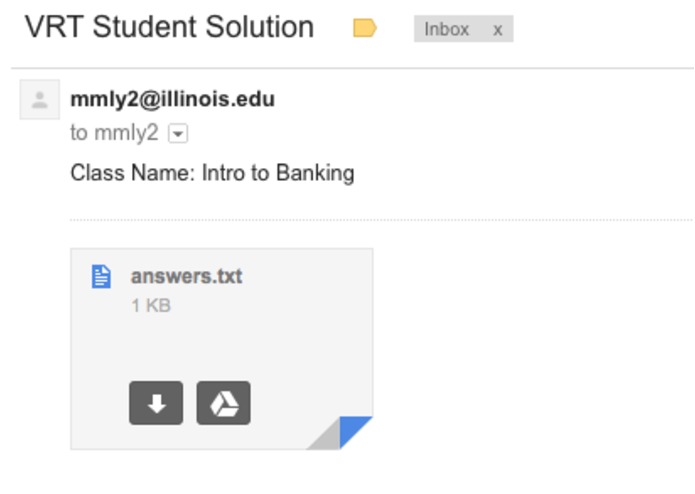 VRT Student Solution
Inbox x
mmly2@illinois.edu
to mmly2
Class Name: Intro to Banking
answers.txt
1 KB